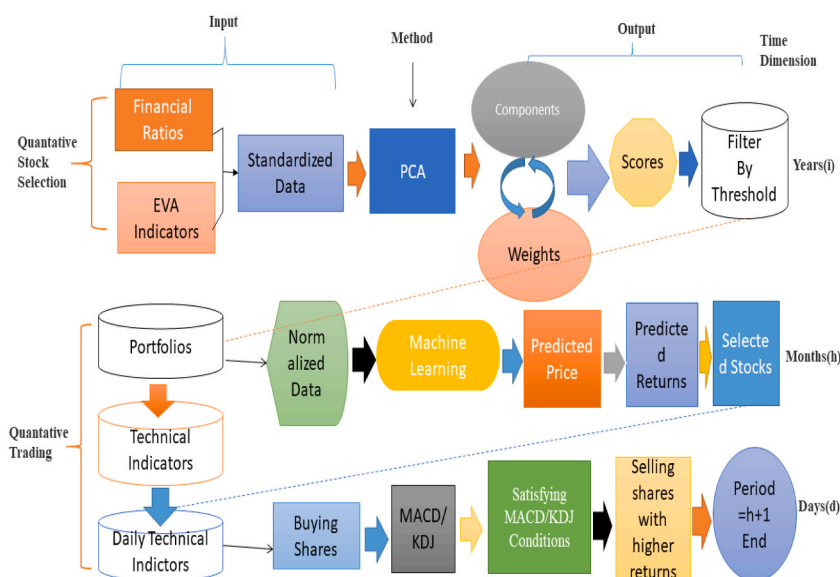 Input
Method
Output
Time
Dimension
Quantative
Stock
Selection
Financial
Ratios
EVA
Indicators
Standardized
Data
PCA
Components
Weights
Scores
Filter
By
Threshold
Years(i)
Quantative
Trading
Portfolios
Norm
alized
Data
Machine
Learning
Predicted
Price
Predicte
d
Returns
Selecte
d Stocks
Months(h)
Technical
Indicators
Daily Technical
Indictors
Buying
Shares
MACD/
KDJ
Satisfying
MACD/KDJ
Conditions
Selling
shares
with
higher
returns
Period
=h+1
End
Days(d)